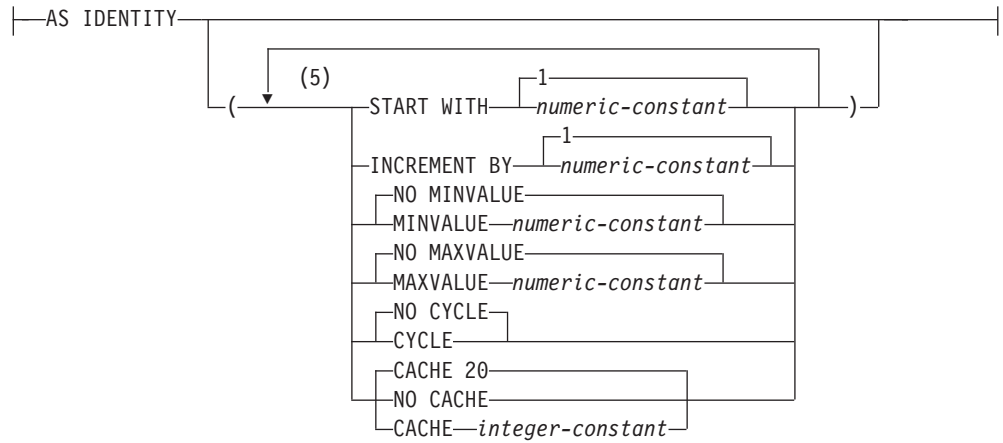 AS IDENTITY
(5)
1
( START WITH numeric-constant )
1
INCREMENT BY numeric-constant
NO MINVALUE
MINVALUE numeric-constant
NO MAXVALUE
MAXVALUE numeric-constant
NO CYCLE
CYCLE
CACHE 20
NO CACHE
CACHE integer-constant